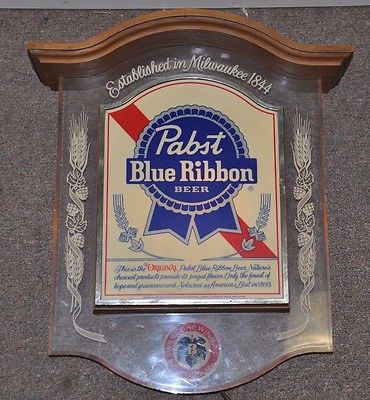 Established in Milwaukee 1844
Pabst
Blue Ribbon
BEER
®
This is the ORIGINAL Pabst Blue Ribbon Beer. Nature's
choicest products provide its prized flavor. Only the finest of
hops and grains are used. Selected as America's Best in 1893
BREWING
B